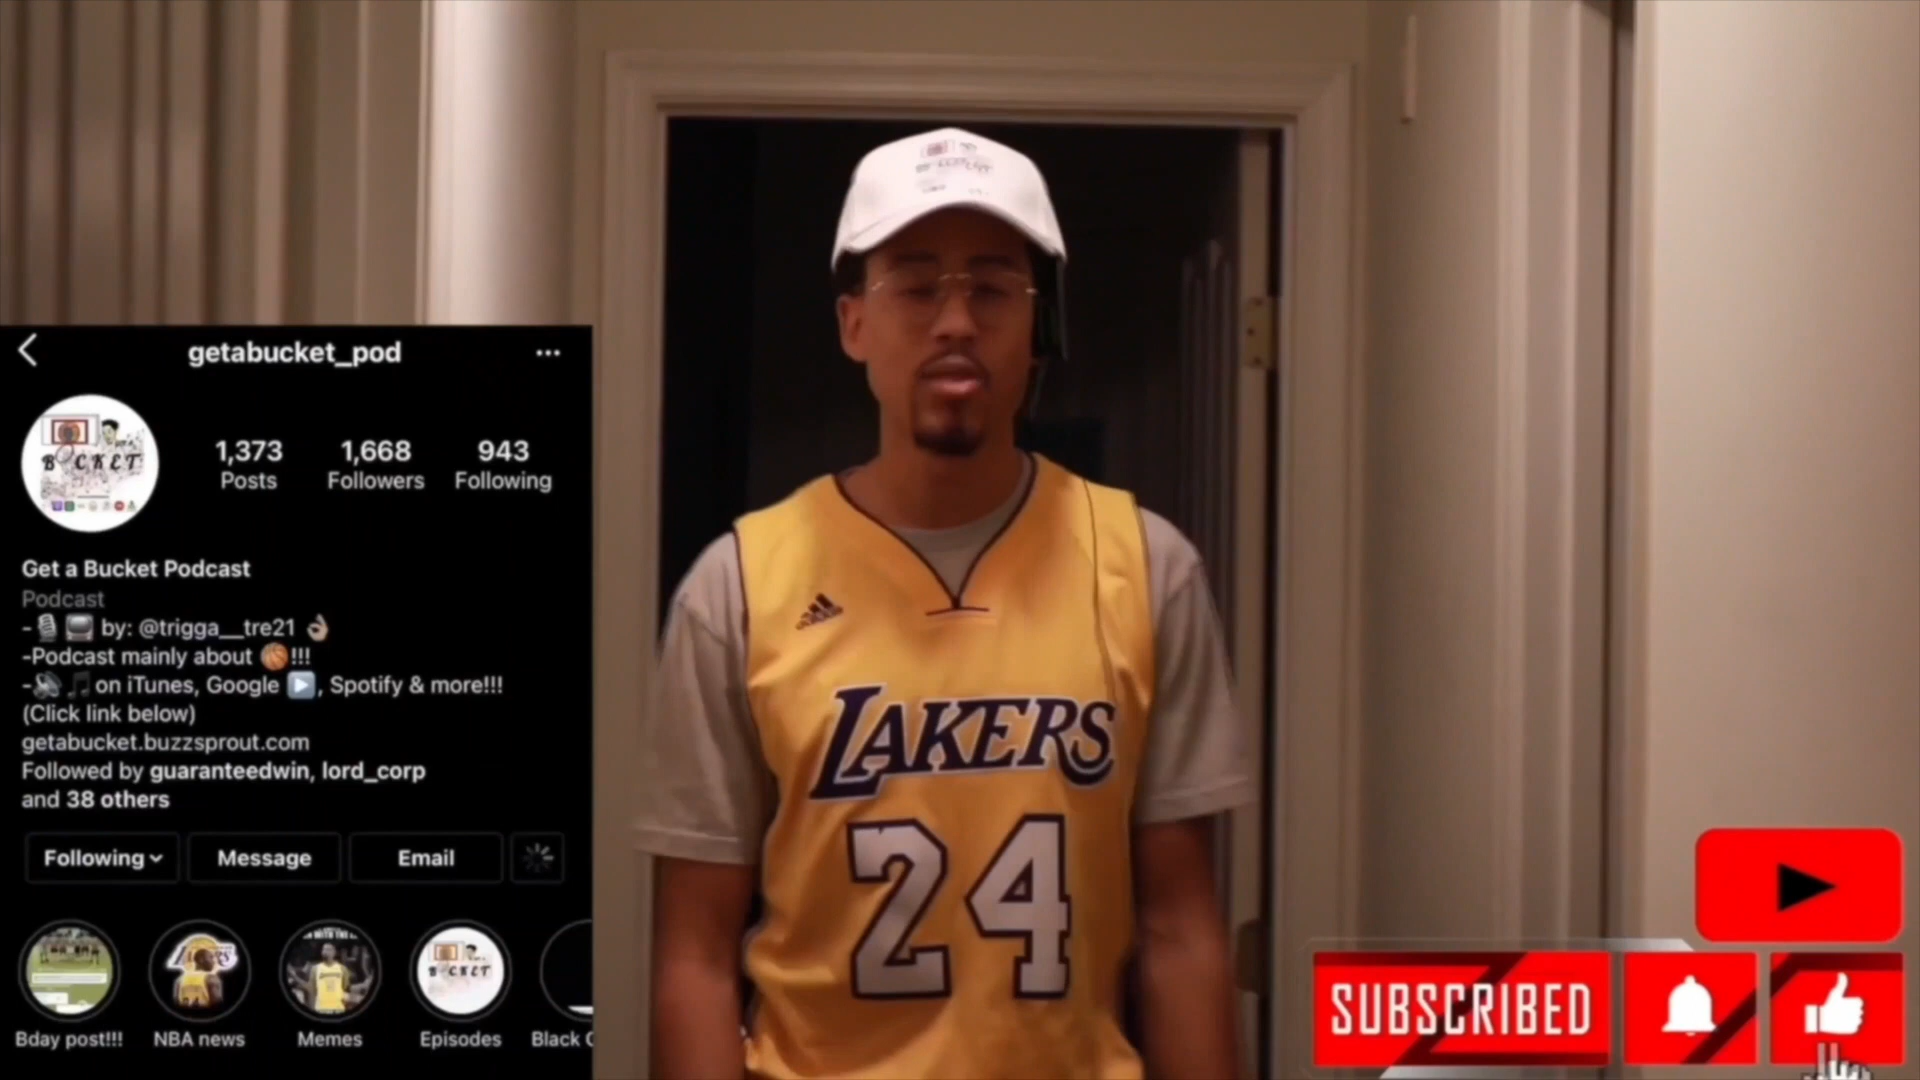 getabucket_pod
1,373 1,668 943
Posts Followers Following
BUCKET
Get a Bucket Podcast
Podcast
- by: @trigga__tre21
-Podcast mainly about !!!
- on iTunes, Google , Spotify & more!!!
(Click link below)
getabucket.buzzsprout.com
Followed by guaranteedwin, lord_corp
and 38 others
Following Message Email
Bday post!!! NBA news Memes Episodes Black
LAKERS
24
SUBSCRIBED